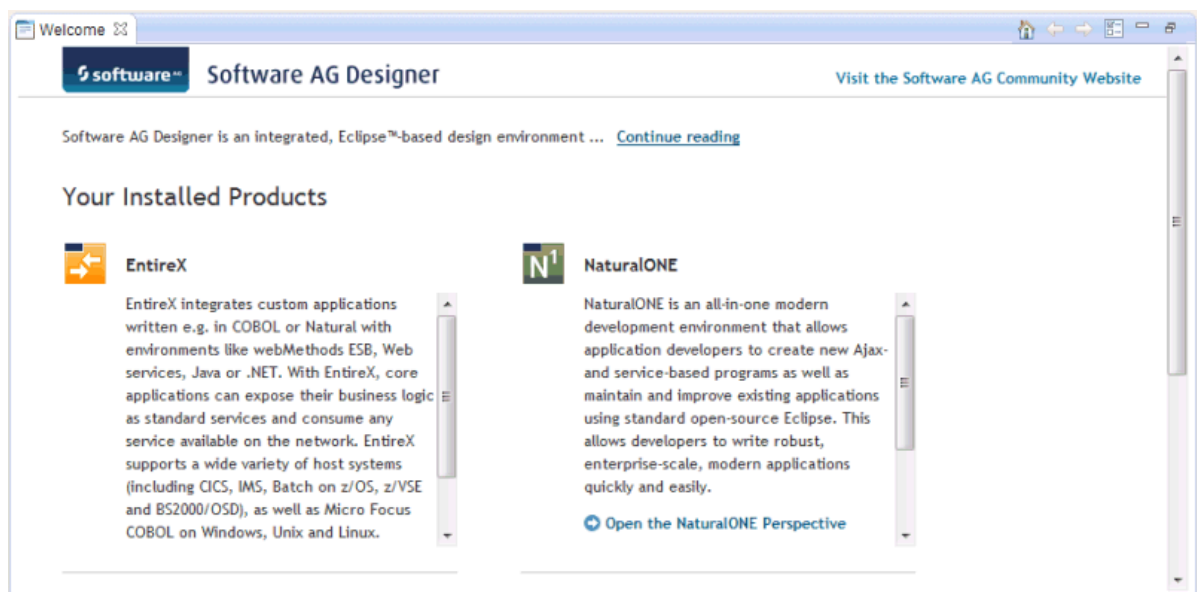 Welcome
software AG
Software AG Designer
Visit the Software AG Community Website
Software AG Designer is an integrated, Eclipse™-based design environment ... Continue reading
Your Installed Products
EntireX
EntireX integrates custom applications
written e.g. in COBOL or Natural with
environments like webMethods ESB, Web
services, Java or .NET. With EntireX, core
applications can expose their business logic
as standard services and consume any
service available on the network. EntireX
supports a wide variety of host systems
(including CICS, IMS, Batch on z/OS, z/VSE
and BS2000/OSD), as well as Micro Focus
COBOL on Windows, Unix and Linux.
N1
NaturalONE
NaturalONE is an all-in-one modern
development environment that allows
application developers to create new Ajax-
and service-based programs as well as
maintain and improve existing applications
using standard open-source Eclipse. This
allows developers to write robust,
enterprise-scale, modern applications
quickly and easily.
Open the NaturalONE Perspective